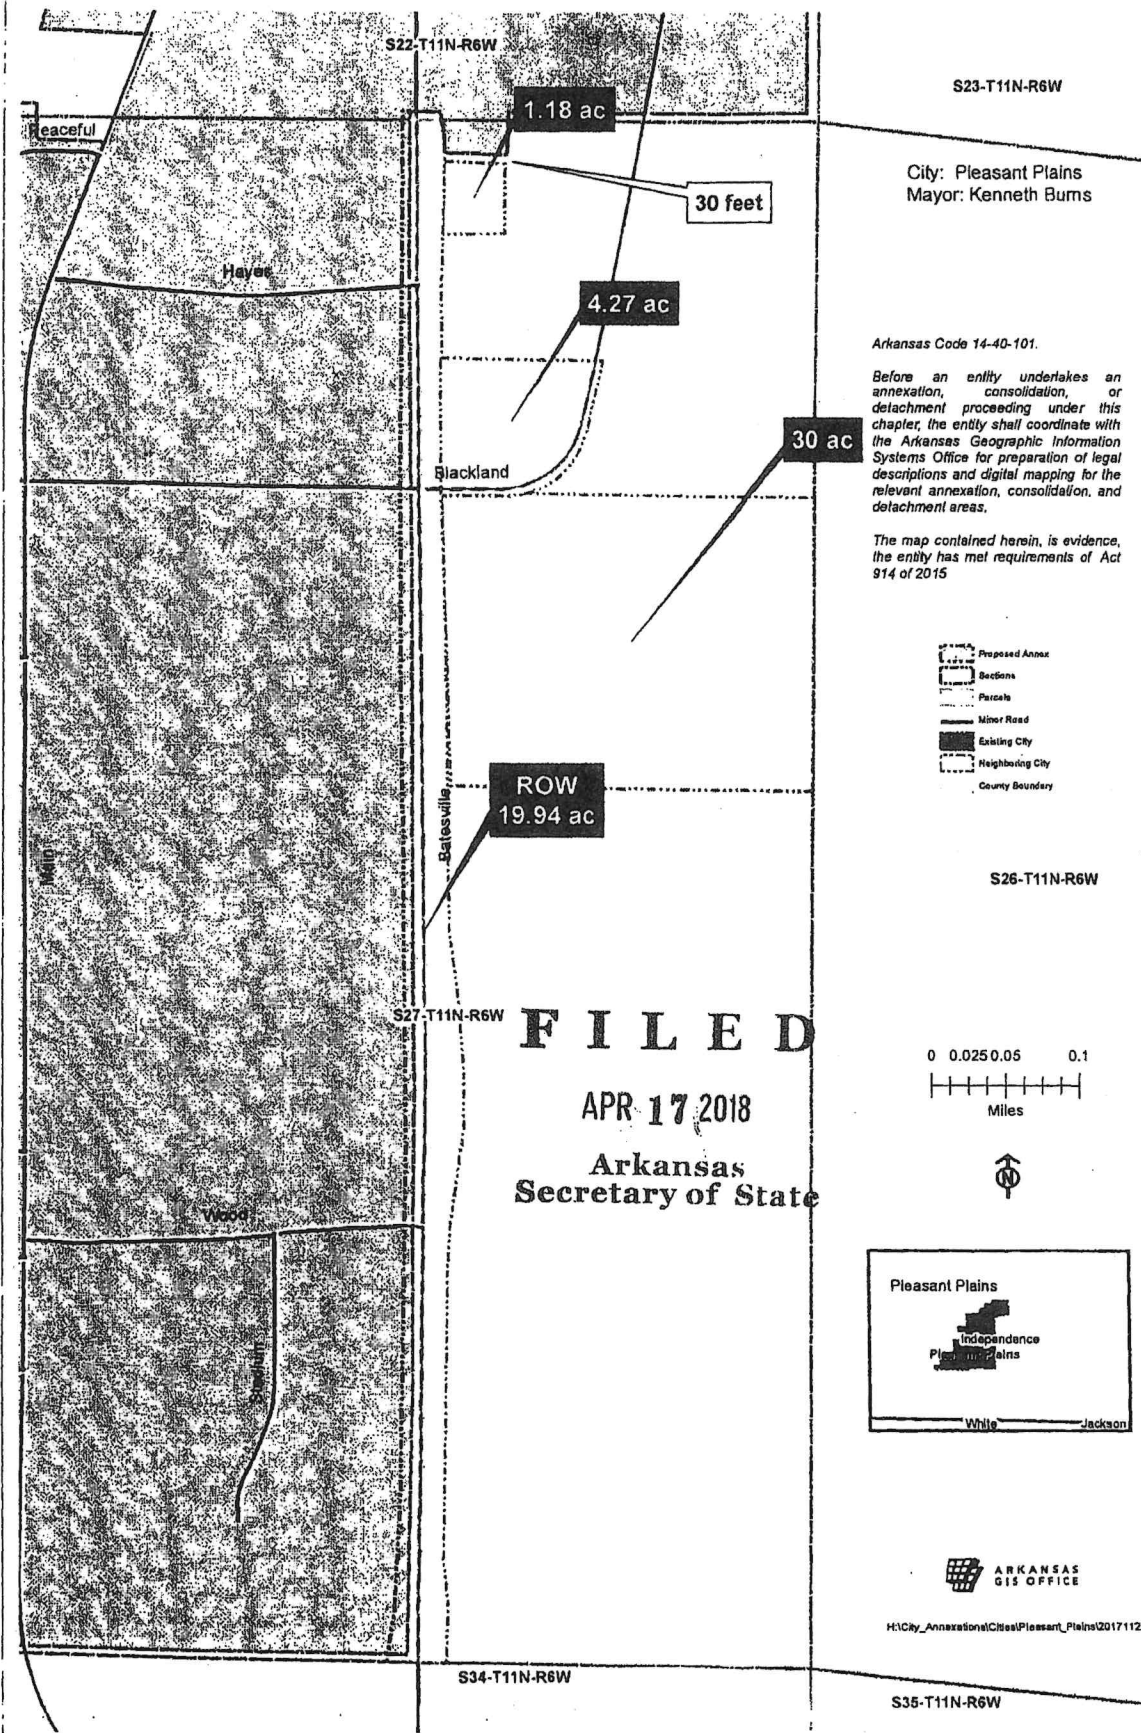 S22-T11N-R6W
S23-T11N-R6W
1.18 ac
Peaceful
City: Pleasant Plains
Mayor: Kenneth Burns
30 feet
Hayes
4.27 ac
Arkansas Code 14-40-101.
Before an entity undertakes an
annexation, consolidation, or
detachment proceeding under this
chapter, the entity shall coordinate with
the Arkansas Geographic Information
Systems Office for preparation of legal
descriptions and digital mapping for the
relevant annexation, consolidation, and
detachment areas.
The map contained herein, is evidence,
the entity has met requirements of Act
914 of 2015
30 ac
Blackland
Proposed Annex
Sections
Parcels
Minor Road
Existing City
Neighboring City
County Boundary
ROW
19.94 ac
Batesville
Main
S26-T11N-R6W
S27-T11N-R6W
FILED
APR 17 2018
Arkansas
Secretary of State
0 0.025 0.05 0.1
Miles
N
Wood
Stadium
Pleasant Plains
Independence
Pleasant Plains
White
Jackson
ARKANSAS
GIS OFFICE
H:\City_Annexations\Cities\Pleasant_Plains\2017112
S34-T11N-R6W
S35-T11N-R6W